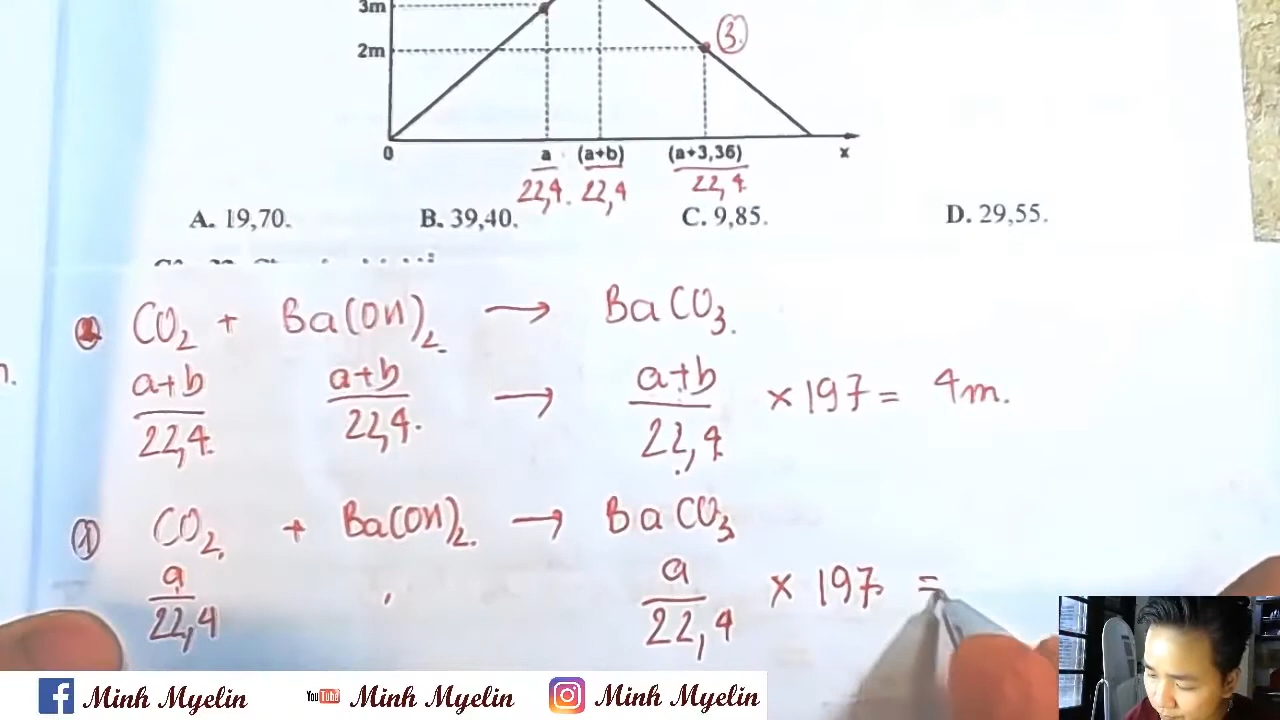 3m
2m
③.
0 a (a+b) (a+3,36) x
22,4. 22,4 22,4
A. 19,70. B. 39,40. C. 9,85. D. 29,55.
② CO2 + Ba(OH)2 → BaCO3.
a+b a+b → a+b × 197 = 4m.
22,4. 22,4. 22,4
① CO2. + Ba(OH)2. → BaCO3
a a × 197 =
22,4 22,4
Minh Myelin YouTube Minh Myelin Minh Myelin